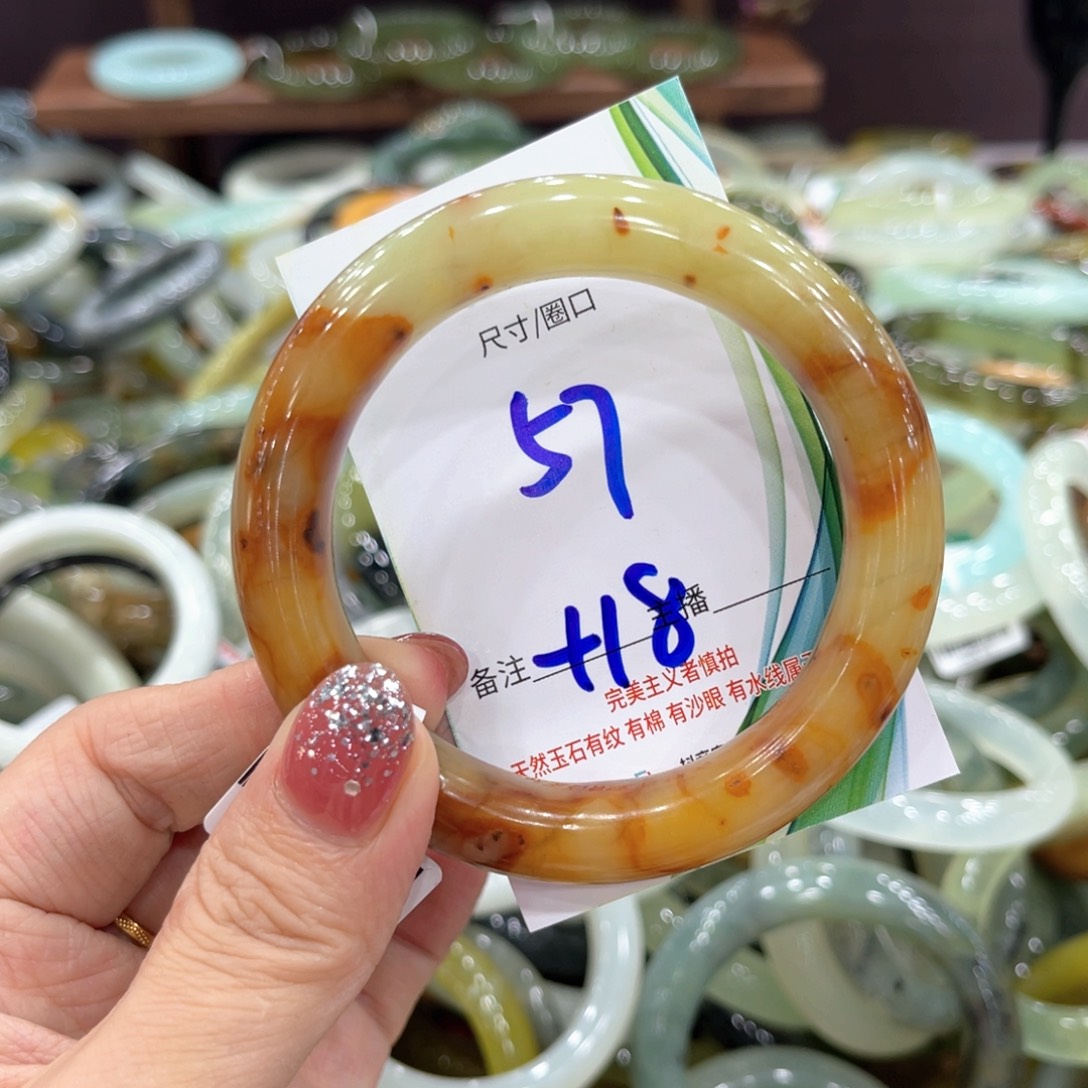 尺寸/圈口
57
H8
主播
备注
完美主义者慎拍
天然玉石有纹 有棉 有沙眼 有水线属